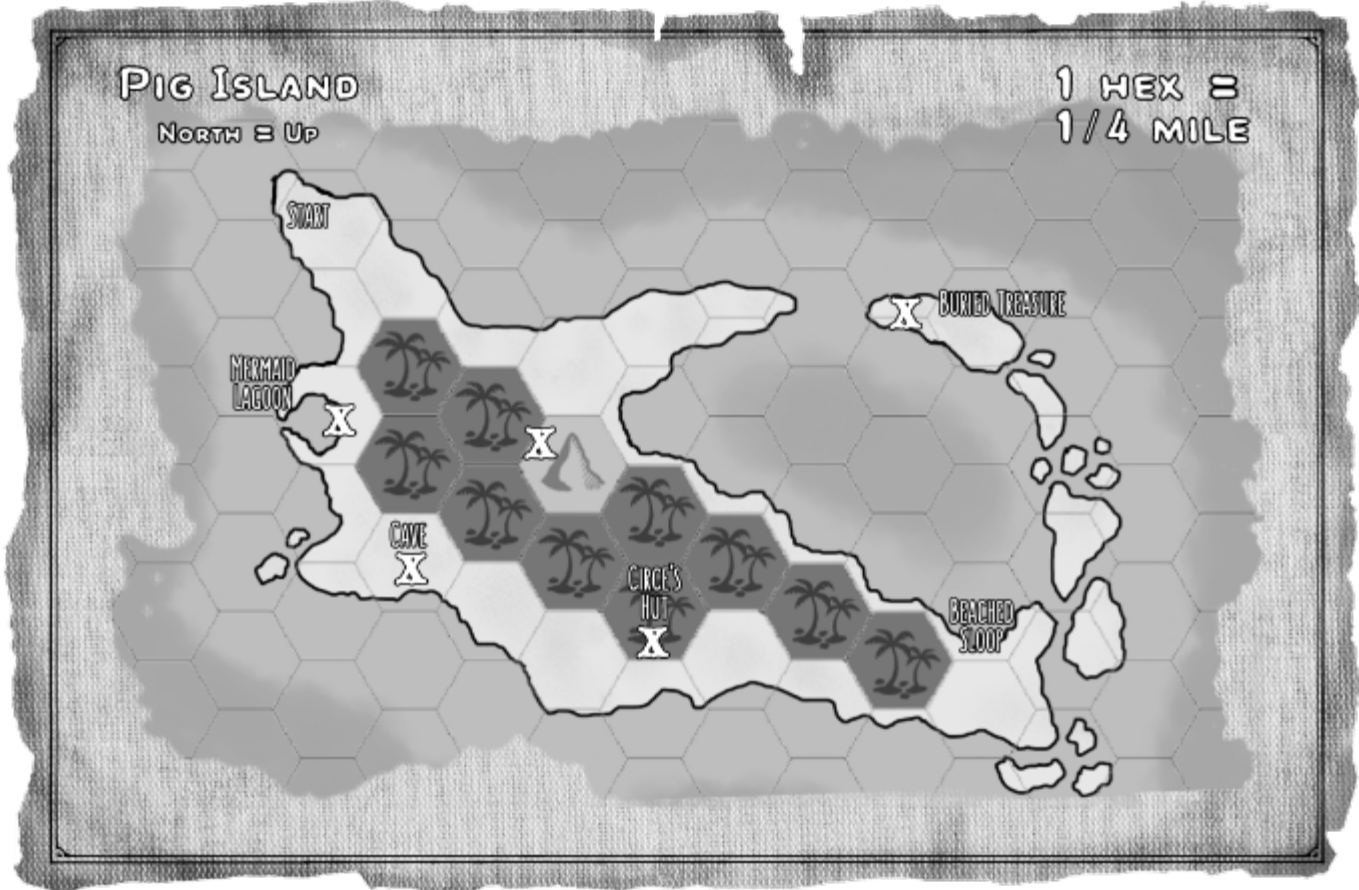 Pig Island
North = Up
1 hex =
1/4 mile
Start
Buried Treasure
Mermaid
Lagoon
X
X
X
Cave
X
Circe's
Hut
X
Beached
Sloop